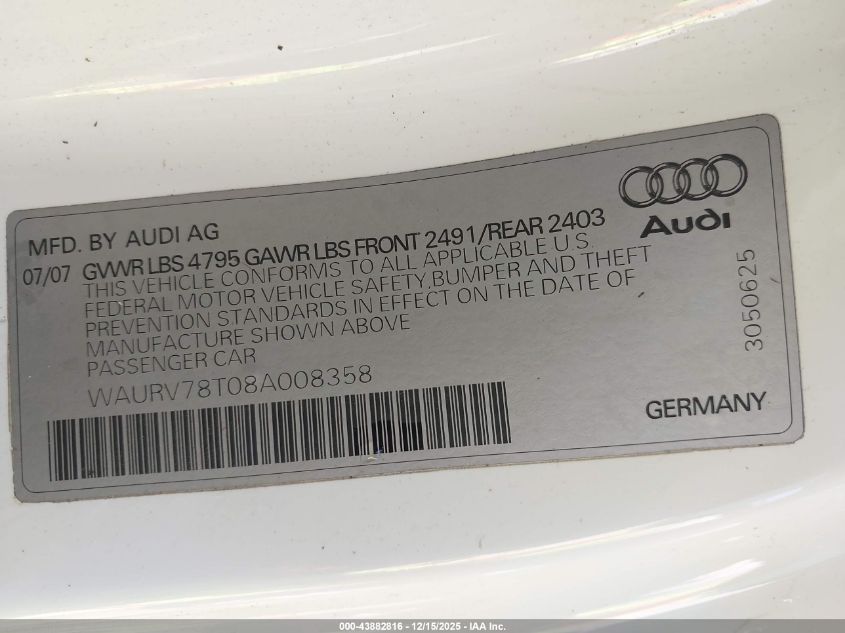 Audi
MFD. BY AUDI AG
07/07 GVWR LBS 4795 GAWR LBS FRONT 2491/REAR 2403
THIS VEHICLE CONFORMS TO ALL APPLICABLE U.S.
FEDERAL MOTOR VEHICLE SAFETY,BUMPER AND THEFT
PREVENTION STANDARDS IN EFFECT ON THE DATE OF
MANUFACTURE SHOWN ABOVE
PASSENGER CAR
WAURV78T08A008358
GERMANY
3050625
000-43882816 - 12/15/2025 - IAA Inc.